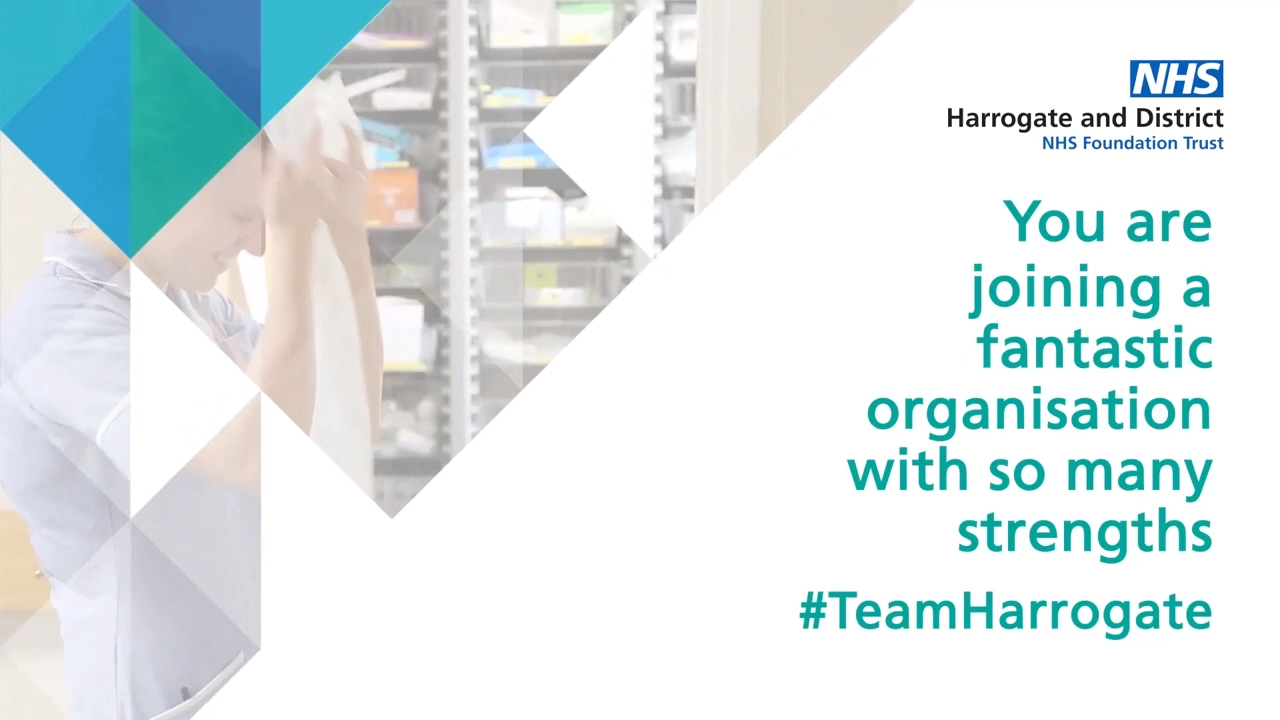 NHS
Harrogate and District
NHS Foundation Trust
You are
joining a
fantastic
organisation
with so many
strengths
#TeamHarrogate